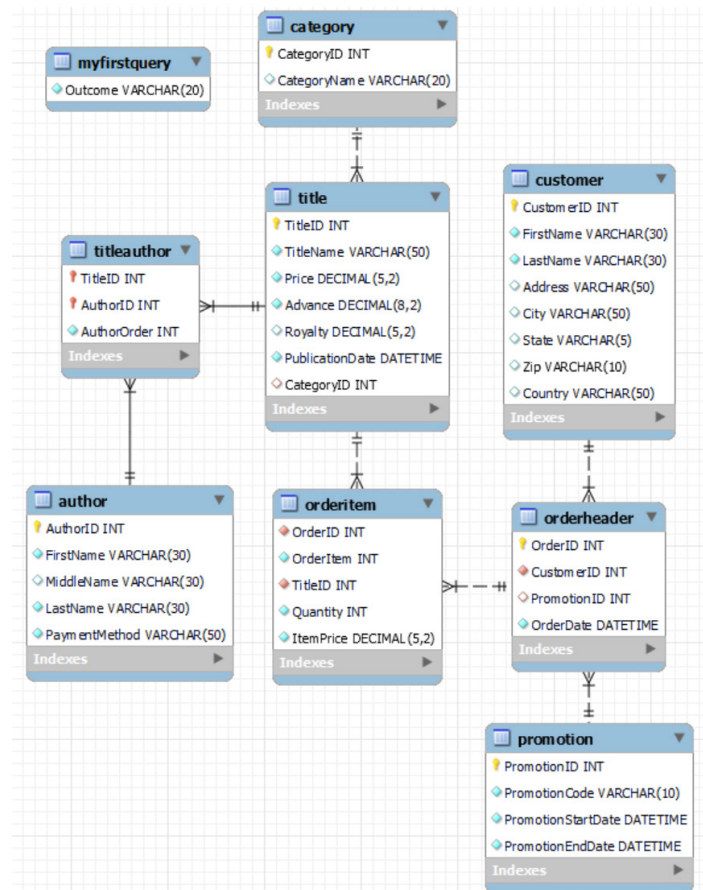 category
CategoryID INT
CategoryName VARCHAR(20)
Indexes
myfirstquery
Outcome VARCHAR(20)
title
TitleID INT
TitleName VARCHAR(50)
Price DECIMAL(5,2)
Advance DECIMAL(8,2)
Royalty DECIMAL(5,2)
PublicationDate DATETIME
CategoryID INT
Indexes
customer
CustomerID INT
FirstName VARCHAR(30)
LastName VARCHAR(30)
Address VARCHAR(50)
City VARCHAR(50)
State VARCHAR(5)
Zip VARCHAR(10)
Country VARCHAR(50)
Indexes
titleauthor
TitleID INT
AuthorID INT
AuthorOrder INT
Indexes
author
AuthorID INT
FirstName VARCHAR(30)
MiddleName VARCHAR(30)
LastName VARCHAR(30)
PaymentMethod VARCHAR(50)
Indexes
orderitem
OrderID INT
OrderItem INT
TitleID INT
Quantity INT
ItemPrice DECIMAL(5,2)
Indexes
orderheader
OrderID INT
CustomerID INT
PromotionID INT
OrderDate DATETIME
Indexes
promotion
PromotionID INT
PromotionCode VARCHAR(10)
PromotionStartDate DATETIME
PromotionEndDate DATETIME
Indexes